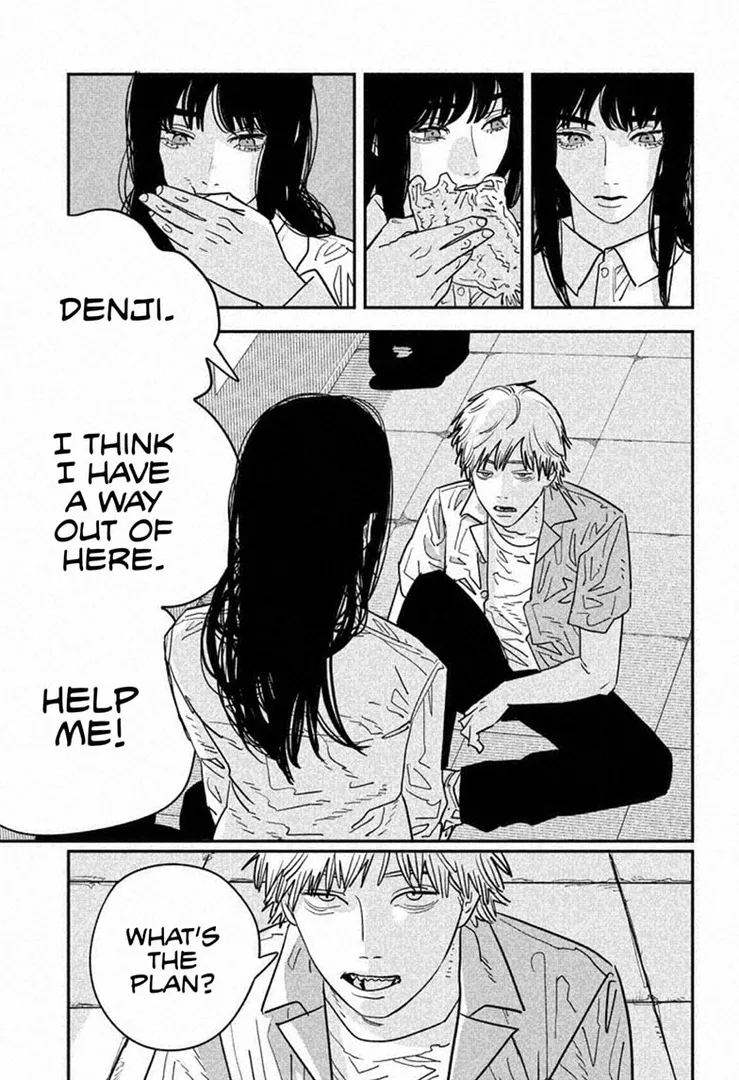 DENJI.
I THINK
I HAVE
A WAY
OUT OF
HERE.
HELP
ME!
WHAT'S
THE
PLAN?